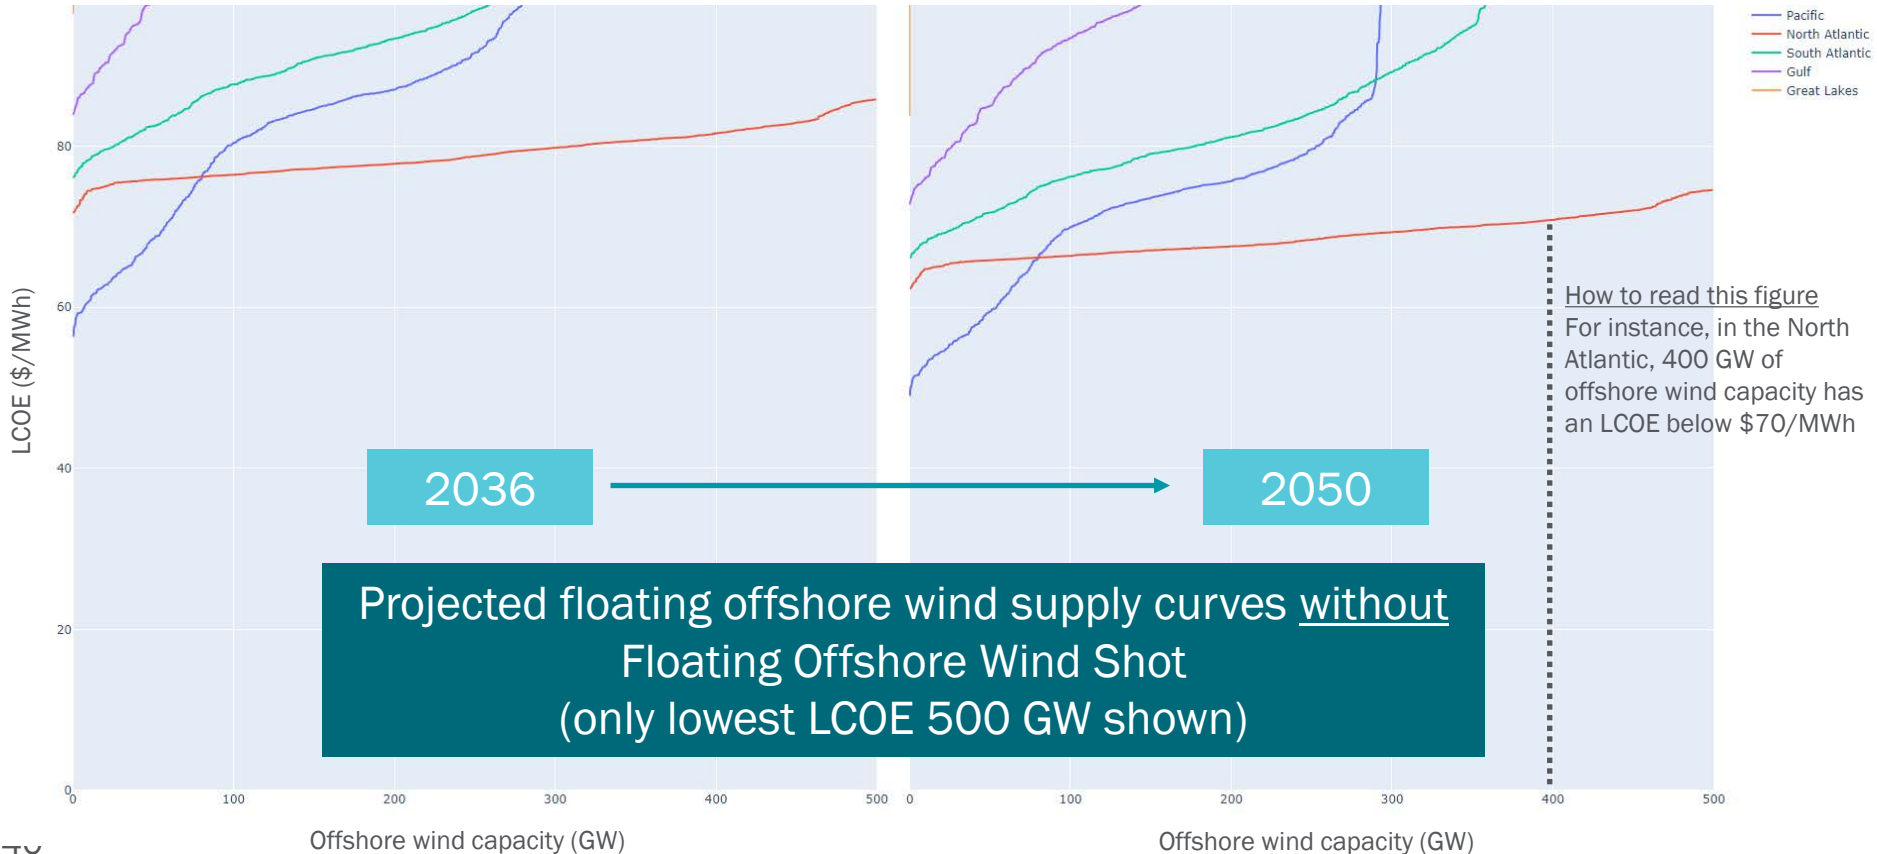 Pacific
North Atlantic
South Atlantic
Gulf
Great Lakes
LCOE ($/MWh)
80
60
40
20
0
How to read this figure
For instance, in the North
Atlantic, 400 GW of
offshore wind capacity has
an LCOE below $70/MWh
2036
2050
Projected floating offshore wind supply curves without
Floating Offshore Wind Shot
(only lowest LCOE 500 GW shown)
0 100 200 300 400 500
0 100 200 300 400 500
Offshore wind capacity (GW)
Offshore wind capacity (GW)